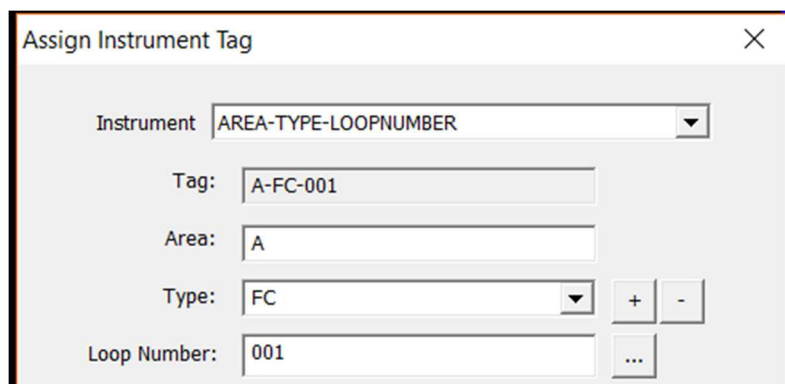 Assign Instrument Tag
Instrument AREA-TYPE-LOOPNUMBER
Tag: A-FC-001
Area: A
Type: FC + -
Loop Number: 001 ...